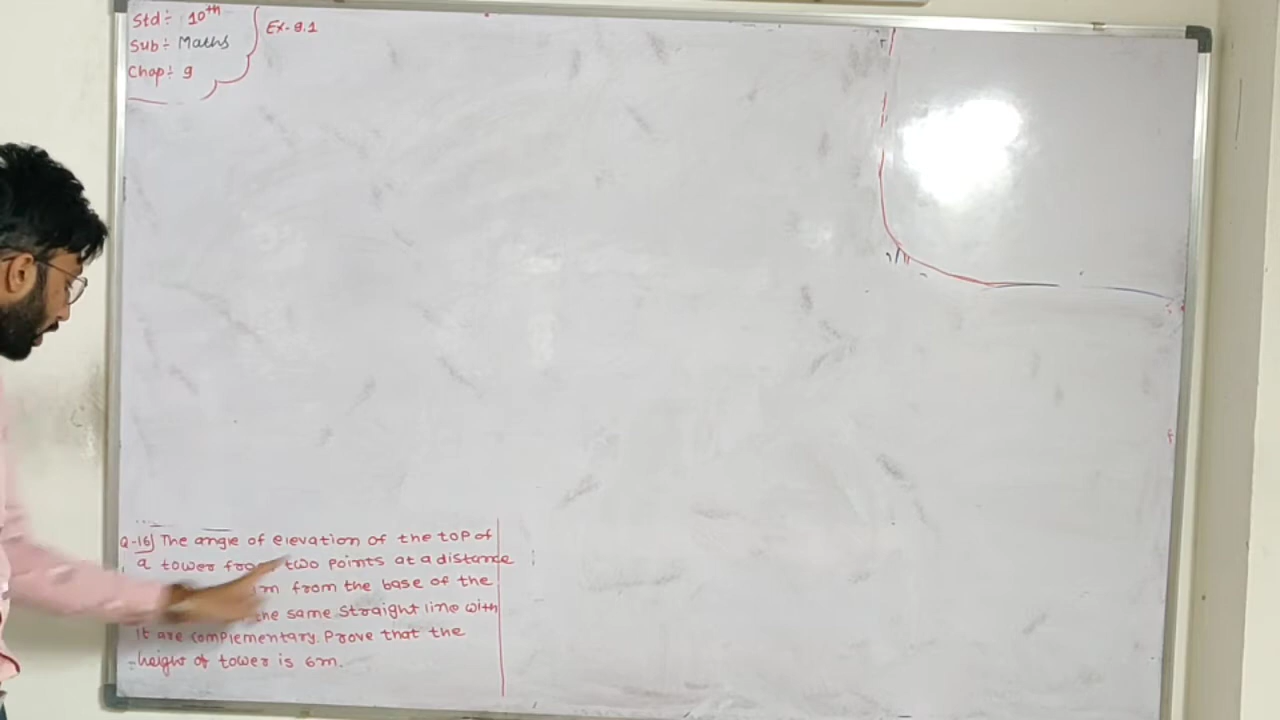 Std÷ 10th
Sub÷ Maths
Chap÷ 9
Ex-9.1
Q-16] The angle of elevation of the top of
a tower from two points at a distance
m from the base of the
the same straight line with
it are complementary. Prove that the
height of tower is 6m.